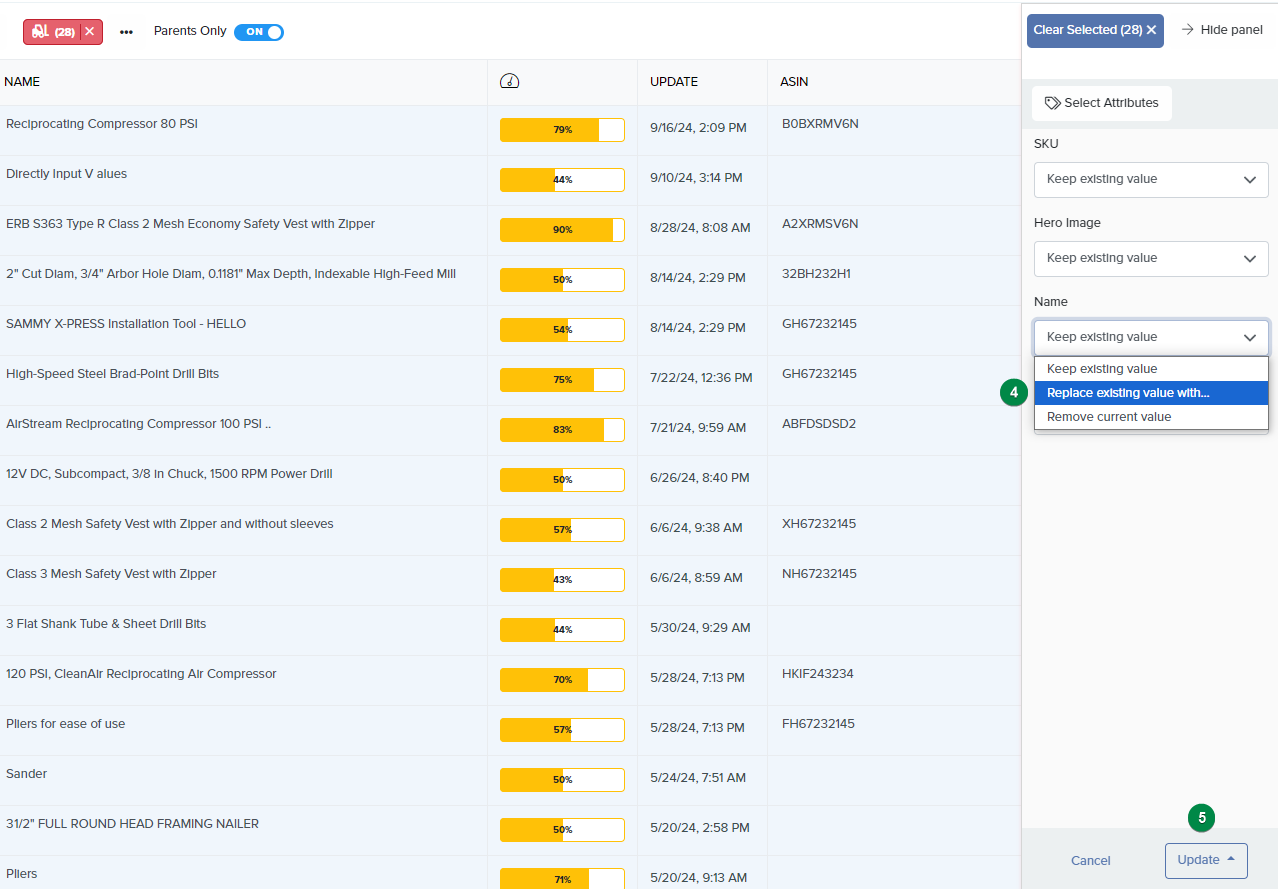 (28) ✕ ••• Parents Only ON
Clear Selected (28) ✕ → Hide panel
NAME UPDATE ASIN
Reciprocating Compressor 80 PSI 79% 9/16/24, 2:09 PM B0BXRMV6N
Directly Input V alues 44% 9/10/24, 3:14 PM
ERB S363 Type R Class 2 Mesh Economy Safety Vest with Zipper 90% 8/28/24, 8:08 AM A2XRMSV6N
2" Cut Diam, 3/4" Arbor Hole Diam, 0.1181" Max Depth, Indexable High-Feed Mill 50% 8/14/24, 2:29 PM 32BH232H1
SAMMY X-PRESS Installation Tool - HELLO 54% 8/14/24, 2:29 PM GH67232145
High-Speed Steel Brad-Point Drill Bits 75% 7/22/24, 12:36 PM GH67232145
AirStream Reciprocating Compressor 100 PSI .. 83% 7/21/24, 9:59 AM ABFDSDSD2
12V DC, Subcompact, 3/8 in Chuck, 1500 RPM Power Drill 50% 6/26/24, 8:40 PM
Class 2 Mesh Safety Vest with Zipper and without sleeves 57% 6/6/24, 9:38 AM XH67232145
Class 3 Mesh Safety Vest with Zipper 43% 6/6/24, 8:59 AM NH67232145
3 Flat Shank Tube & Sheet Drill Bits 44% 5/30/24, 9:29 AM
120 PSI, CleanAir Reciprocating Air Compressor 70% 5/28/24, 7:13 PM HKIF243234
Pliers for ease of use 57% 5/28/24, 7:13 PM FH67232145
Sander 50% 5/24/24, 7:51 AM
31/2" FULL ROUND HEAD FRAMING NAILER 50% 5/20/24, 2:58 PM
Pliers 71% 5/20/24, 9:13 AM
Select Attributes
SKU
Keep existing value
Hero Image
Keep existing value
Name
Keep existing value
Keep existing value
4 Replace existing value with...
Remove current value
5
Cancel Update